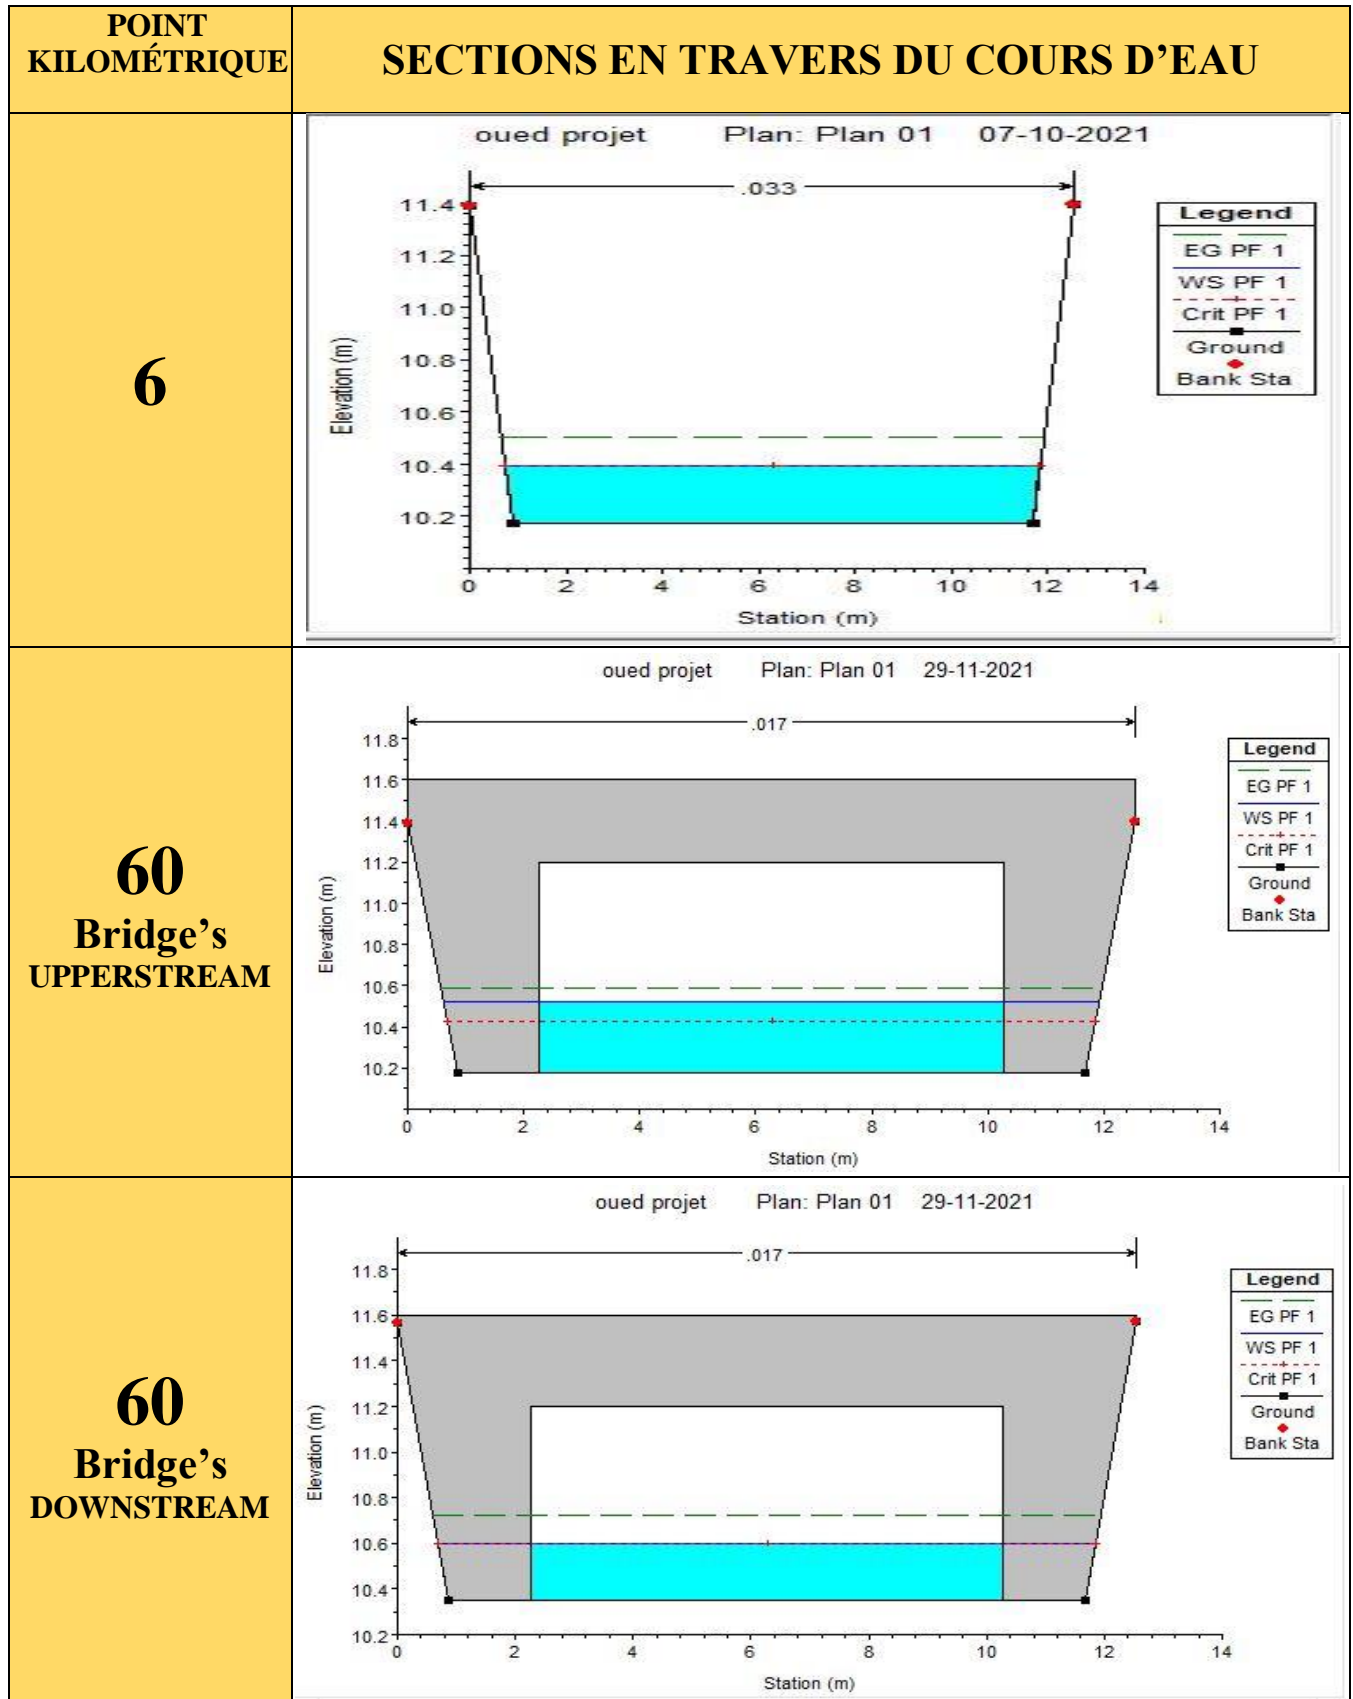 POINT
KILOMÉTRIQUE
SECTIONS EN TRAVERS DU COURS D’EAU
6
oued projet Plan: Plan 01 07-10-2021
.033
11.4
11.2
11.0
10.8
10.6
10.4
10.2
Elevation (m)
0 2 4 6 8 10 12 14
Station (m)
Legend
EG PF 1
WS PF 1
Crit PF 1
Ground
Bank Sta
60
Bridge’s
UPPERSTREAM
oued projet Plan: Plan 01 29-11-2021
.017
11.8
11.6
11.4
11.2
11.0
10.8
10.6
10.4
10.2
Elevation (m)
0 2 4 6 8 10 12 14
Station (m)
Legend
EG PF 1
WS PF 1
Crit PF 1
Ground
Bank Sta
60
Bridge’s
DOWNSTREAM
oued projet Plan: Plan 01 29-11-2021
.017
11.8
11.6
11.4
11.2
11.0
10.8
10.6
10.4
10.2
Elevation (m)
0 2 4 6 8 10 12 14
Station (m)
Legend
EG PF 1
WS PF 1
Crit PF 1
Ground
Bank Sta